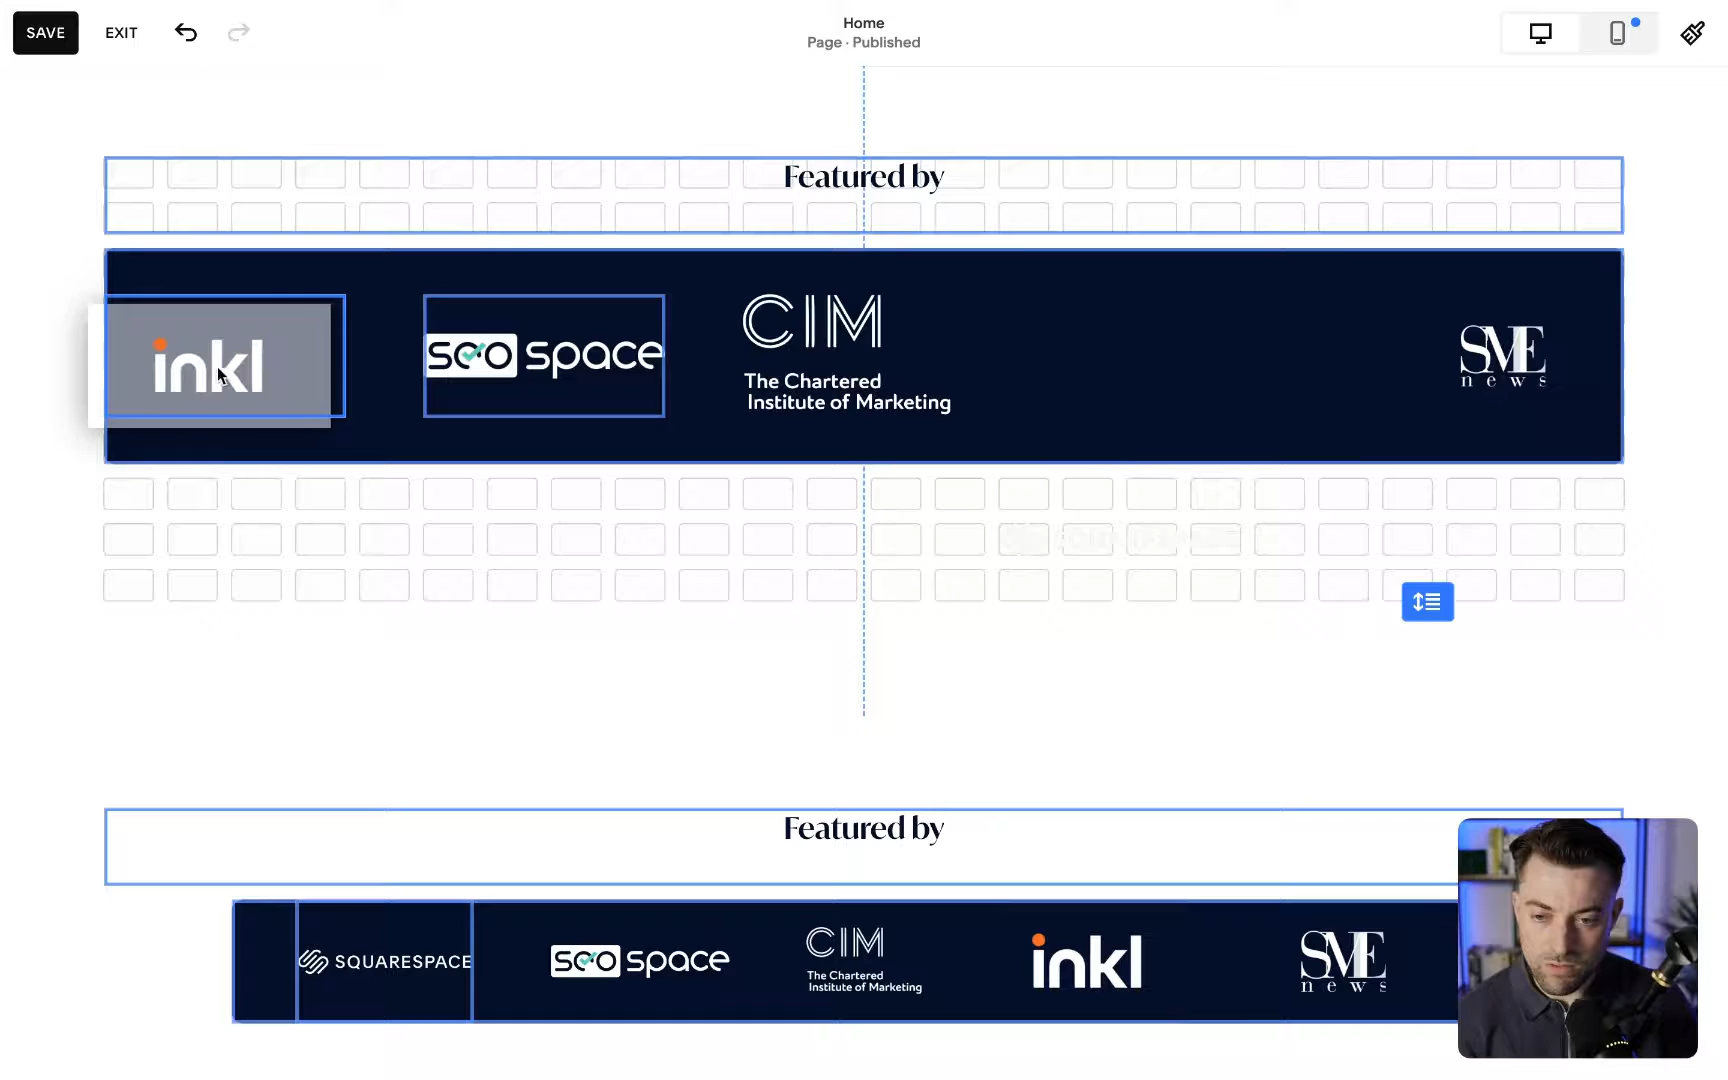 SAVE
EXIT
Home
Page · Published
Featured by
inkl
seo space
CIM
The Chartered
Institute of Marketing
SME
news
Featured by
SQUARESPACE
seo space
CIM
The Chartered
Institute of Marketing
inkl
SME
news